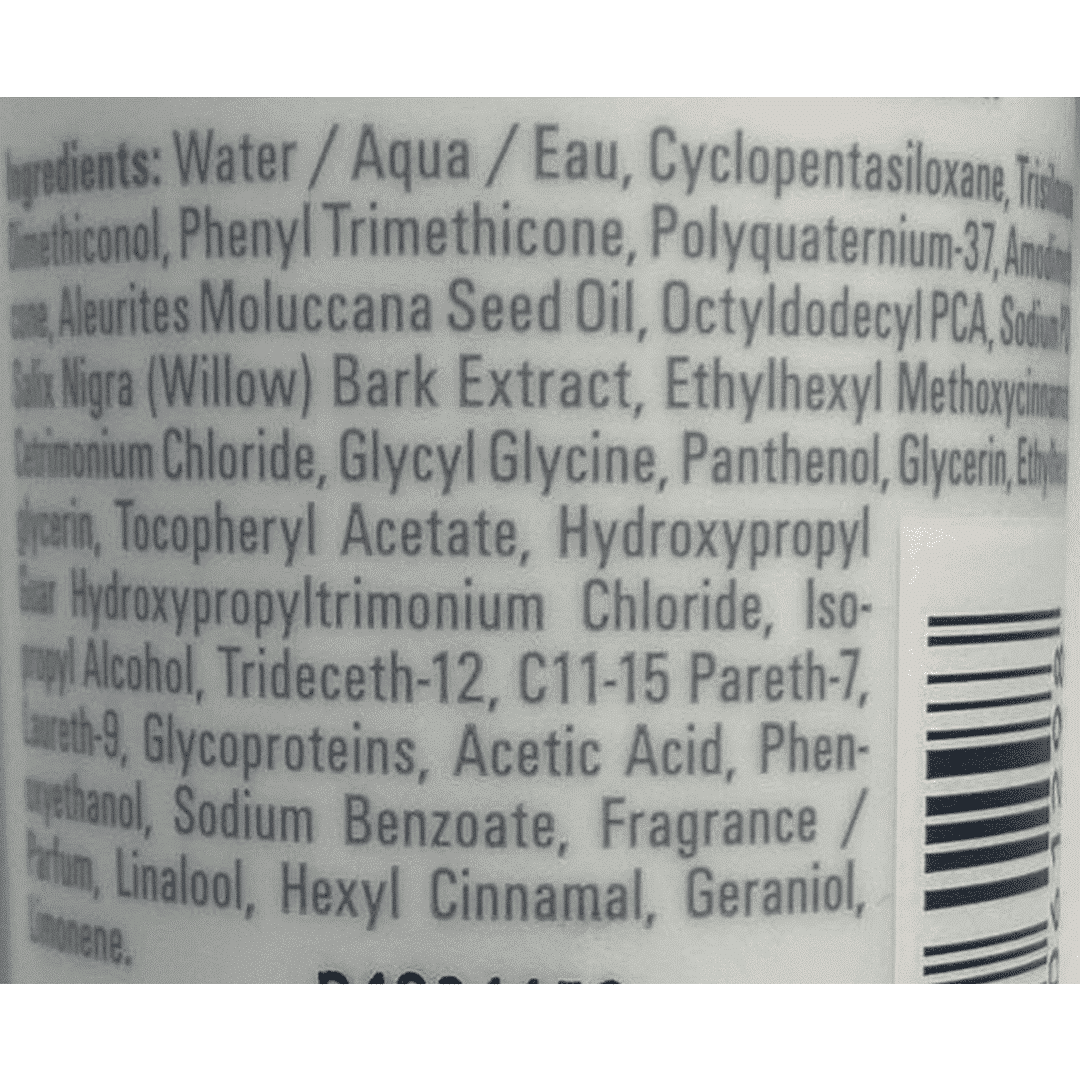 Ingredients: Water / Aqua / Eau, Cyclopentasiloxane,
Dimethiconol, Phenyl Trimethicone, Polyquaternium-37,
Aleurites Moluccana Seed Oil, Octyldodecyl PCA, Sodium
Salix Nigra (Willow) Bark Extract, Ethylhexyl
Cetrimonium Chloride, Glycyl Glycine, Panthenol, Glycerin,
glycerin, Tocopheryl Acetate, Hydroxypropyl
Guar Hydroxypropyltrimonium Chloride, Iso-
propyl Alcohol, Trideceth-12, C11-15 Pareth-7,
Laureth-9, Glycoproteins, Acetic Acid, Phen-
oxyethanol, Sodium Benzoate, Fragrance /
Parfum, Linalool, Hexyl Cinnamal, Geraniol,
Limonene.